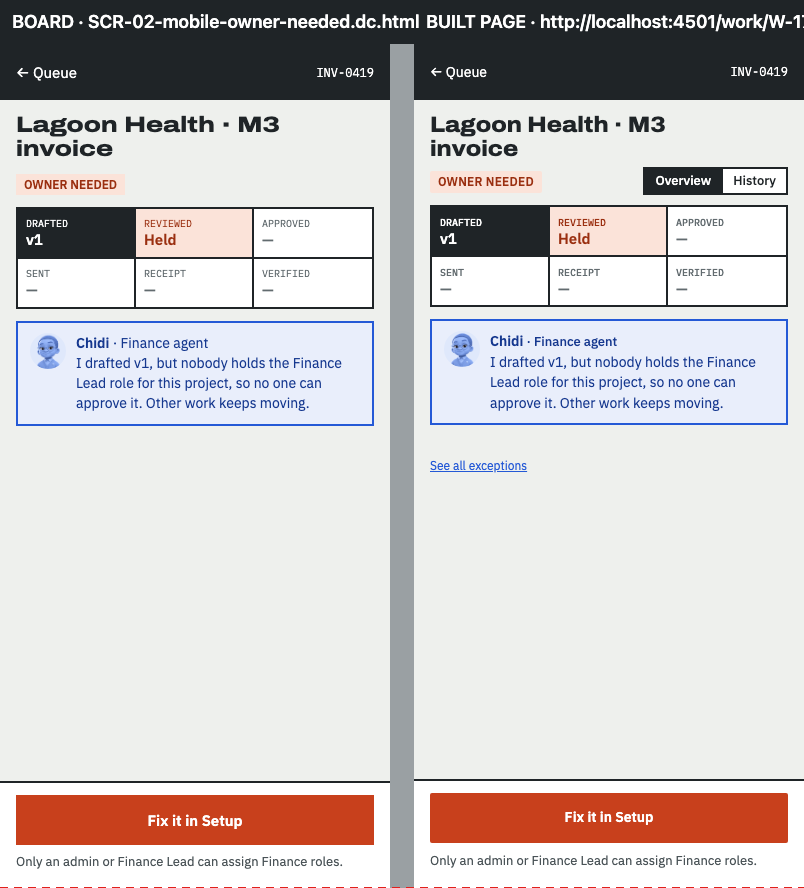 BOARD · SCR-02-mobile-owner-needed.dc.html
← Queue
INV-0419
Lagoon Health · M3
invoice
OWNER NEEDED
DRAFTED
v1
REVIEWED
Held
APPROVED
—
SENT
—
RECEIPT
—
VERIFIED
—
Chidi · Finance agent
I drafted v1, but nobody holds the Finance
Lead role for this project, so no one can
approve it. Other work keeps moving.
Fix it in Setup
Only an admin or Finance Lead can assign Finance roles.
BUILT PAGE · http://localhost:4501/work/W-17
← Queue
INV-0419
Lagoon Health · M3
invoice
OWNER NEEDED
Overview
History
DRAFTED
v1
REVIEWED
Held
APPROVED
—
SENT
—
RECEIPT
—
VERIFIED
—
Chidi · Finance agent
I drafted v1, but nobody holds the Finance
Lead role for this project, so no one can
approve it. Other work keeps moving.
See all exceptions
Fix it in Setup
Only an admin or Finance Lead can assign Finance roles.